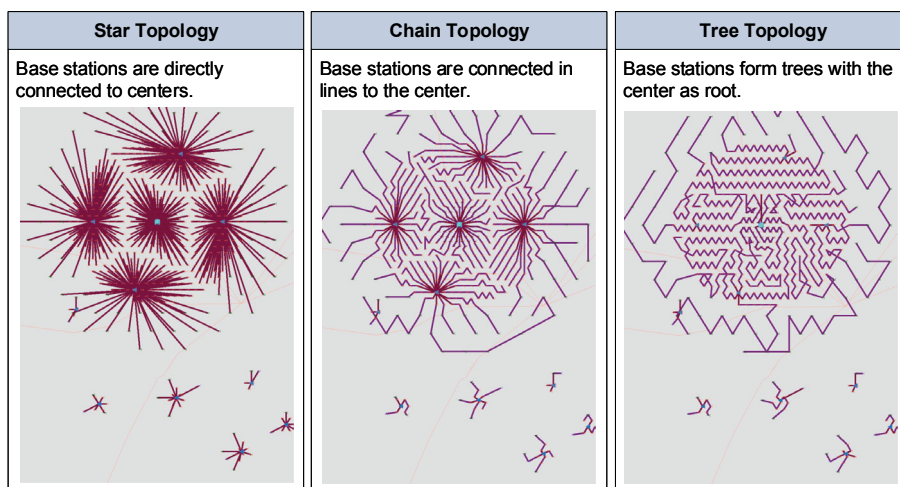 Star Topology
Base stations are directly
connected to centers.
Chain Topology
Base stations are connected in
lines to the center.
Tree Topology
Base stations form trees with the
center as root.